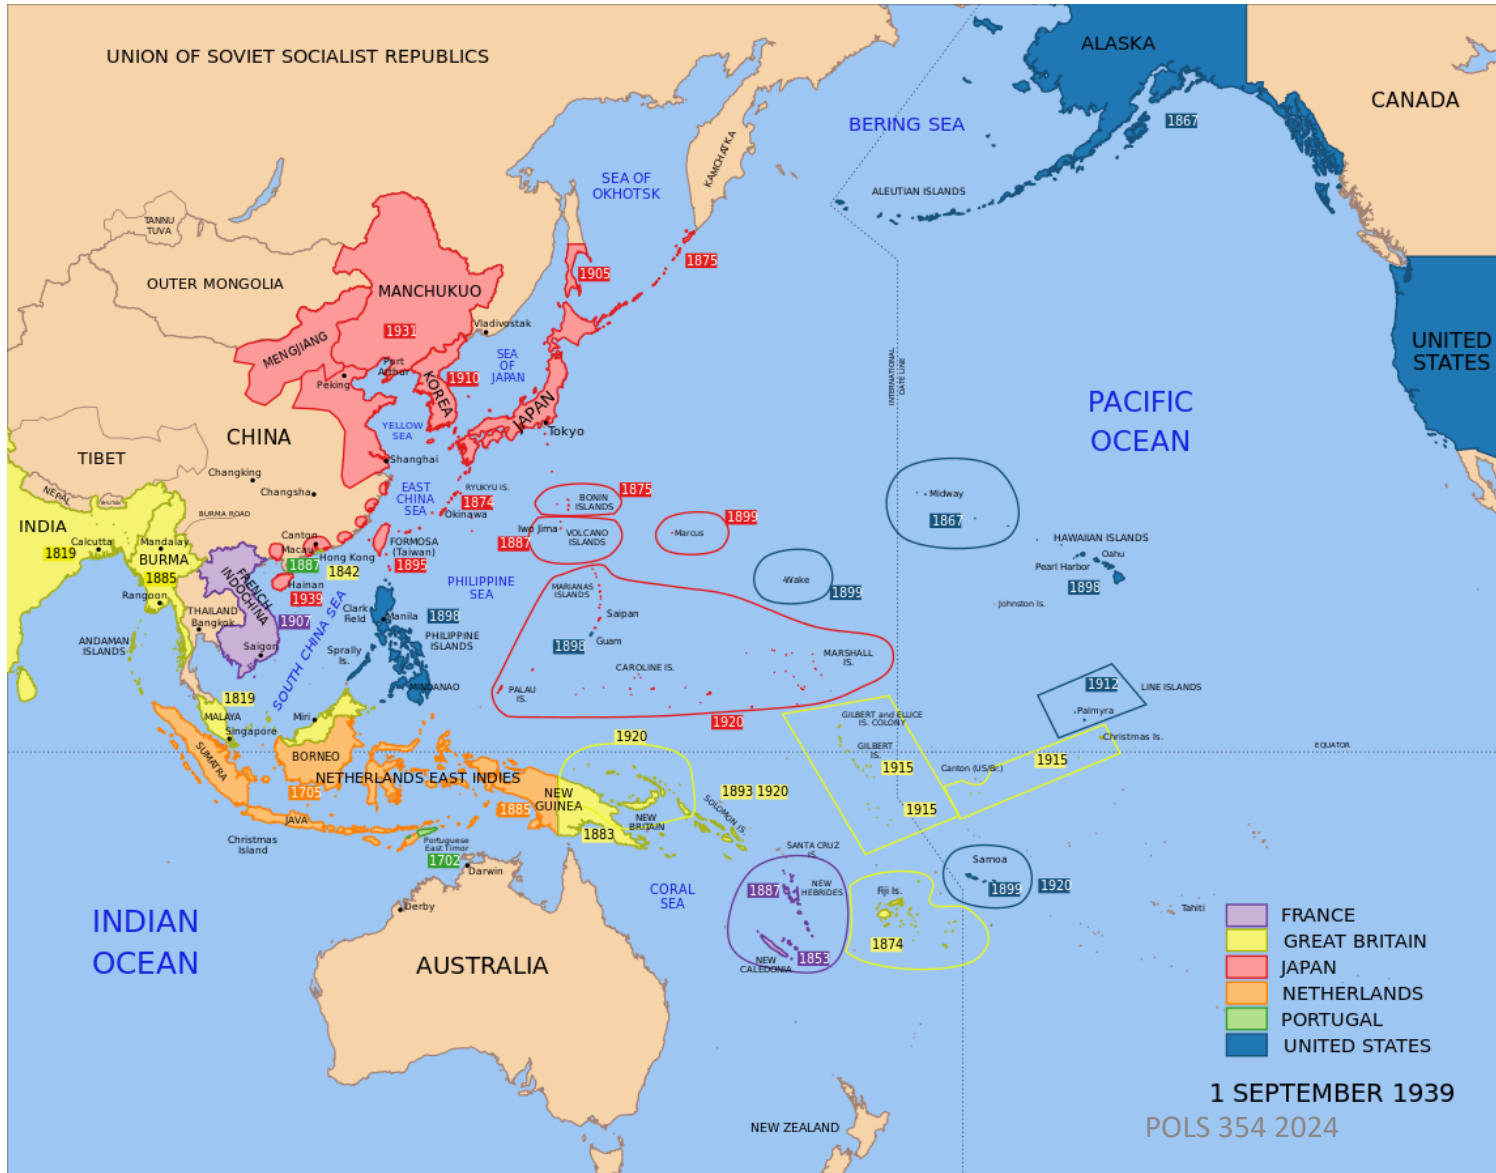 UNION OF SOVIET SOCIALIST REPUBLICS
ALASKA
CANADA
1867
BERING SEA
KAMCHATKA
SEA OF
OKHOTSK
ALEUTIAN ISLANDS
TANNU
TUVA
1875
1905
OUTER MONGOLIA
MANCHUKUO
Vladivostak
1931
MENGJIANG
Port
Arthur
SEA
OF
JAPAN
UNITED
STATES
INTERNATIONAL
DATE LINE
Peking
KOREA
1910
JAPAN
PACIFIC
OCEAN
Tokyo
YELLOW
SEA
CHINA
TIBET
Shanghai
Changking
Changsha
NEPAL
BHUTAN
EAST
CHINA
SEA
RYUKYU IS.
1874
Okinawa
BONIN
ISLANDS
1875
Midway
1867
BURMA ROAD
INDIA
Calcutta
1819
Mandalay
BURMA
1885
Rangoon
Canton
Macau
1887
Hong Kong
1842
FORMOSA
(Taiwan)
1895
Iwo Jima
1887
VOLCANO
ISLANDS
Marcus
1899
HAWAIIAN ISLANDS
Oahu
Pearl Harbor
1898
Johnston Is.
Wake
1899
Hainan
1939
FRENCH
INDOCHINA
1907
THAILAND
Bangkok
Saigon
ANDAMAN
ISLANDS
SOUTH CHINA SEA
PHILIPPINE
SEA
Clark
Field
Manila
1898
PHILIPPINE
ISLANDS
Sprally
Is.
MINDANAO
MARIANAS
ISLANDS
Saipan
Guam
1898
CAROLINE IS.
MARSHALL
IS.
PALAU
IS.
1920
1912
LINE ISLANDS
Palmyra
Christmas Is.
1819
MALAYA
Singapore
Miri
GILBERT and ELLICE
IS. COLONY
GILBERT
IS.
1915
Canton (US/Br.)
1915
EQUATOR
SUMATRA
BORNEO
1705
NETHERLANDS EAST INDIES
1920
1885
NEW
GUINEA
1883
NEW
BRITAIN
1893
1920
SOLOMON IS.
1915
JAVA
Christmas
Island
Portuguese
East Timor
1702
Darwin
Derby
SANTA CRUZ
IS.
1887
NEW
HEBRIDES
Samoa
1899
1920
Fiji Is.
1874
Tahiti
CORAL
SEA
INDIAN
OCEAN
AUSTRALIA
1853
NEW
CALEDONIA
NEW ZEALAND
FRANCE
GREAT BRITAIN
JAPAN
NETHERLANDS
PORTUGAL
UNITED STATES
1 SEPTEMBER 1939
POLS 354 2024